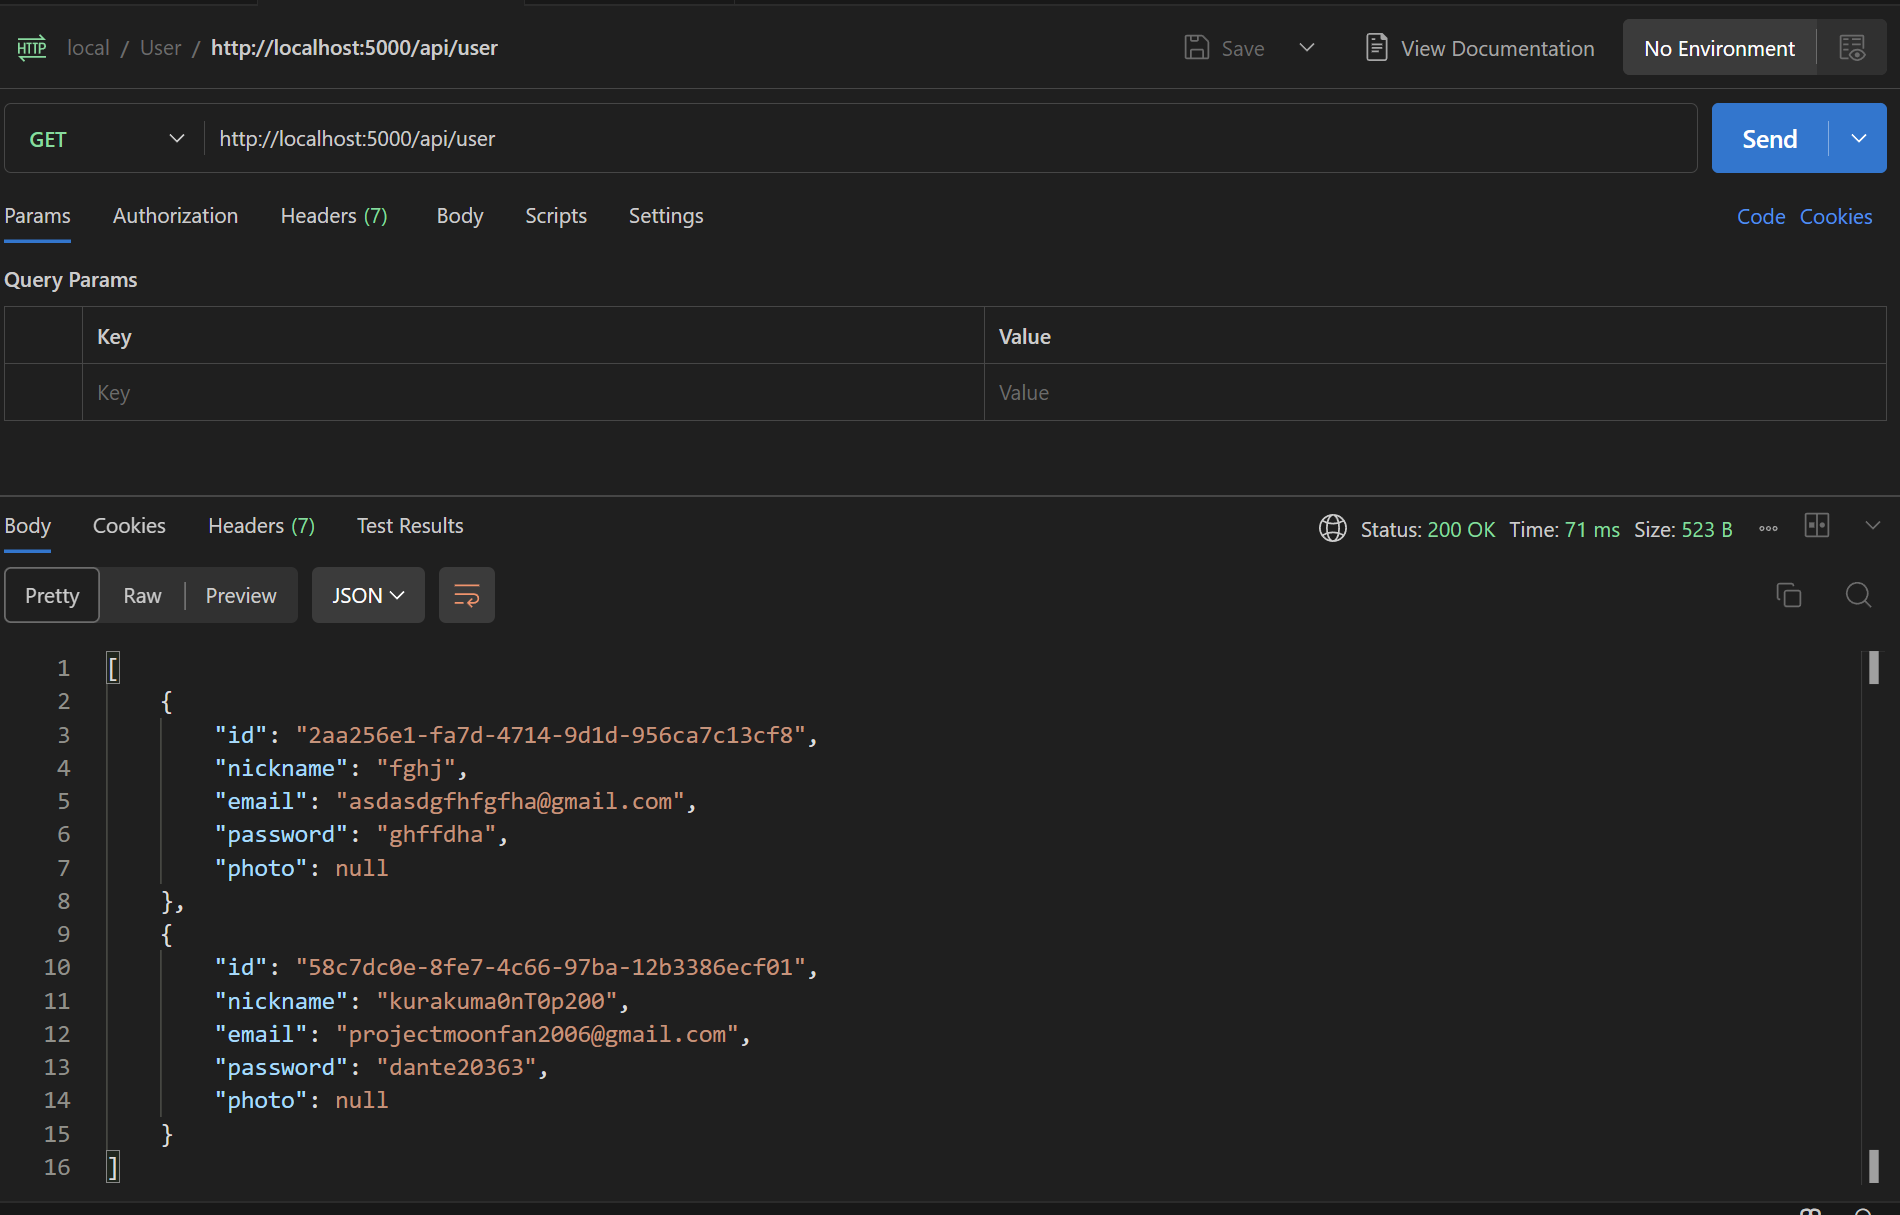 HTTP local / User / http://localhost:5000/api/user Save View Documentation No Environment
GET http://localhost:5000/api/user Send
Params Authorization Headers (7) Body Scripts Settings Code Cookies
Query Params
Key Value
Key Value
Body Cookies Headers (7) Test Results Status: 200 OK Time: 71 ms Size: 523 B
Pretty Raw Preview JSON
1 [
2 {
3 "id": "2aa256e1-fa7d-4714-9d1d-956ca7c13cf8",
4 "nickname": "fghj",
5 "email": "asdasdgfhfgfha@gmail.com",
6 "password": "ghffdha",
7 "photo": null
8 },
9 {
10 "id": "58c7dc0e-8fe7-4c66-97ba-12b3386ecf01",
11 "nickname": "kurakuma0nT0p200",
12 "email": "projectmoonfan2006@gmail.com",
13 "password": "dante20363",
14 "photo": null
15 }
16 ]